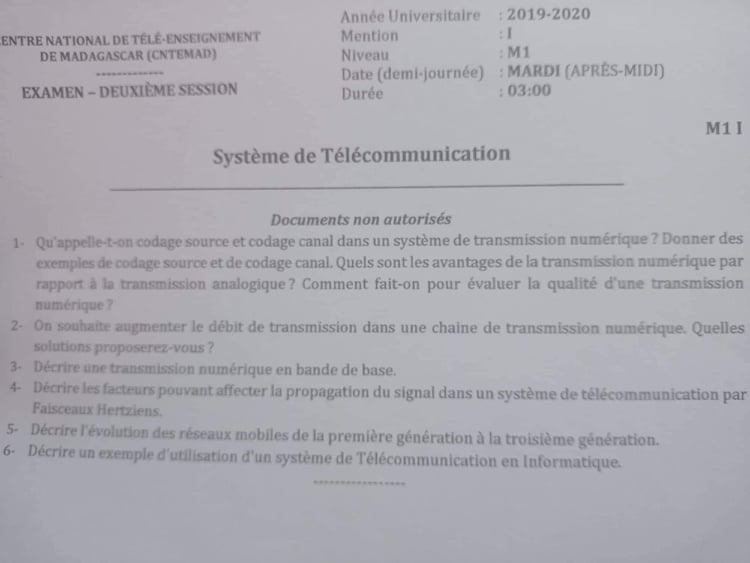 Année Universitaire : 2019-2020
Mention : I
Niveau : M1
Date (demi-journée) : MARDI (APRÈS-MIDI)
Durée : 03:00
CENTRE NATIONAL DE TÉLÉ-ENSEIGNEMENT
DE MADAGASCAR (CNTEMAD)
-------------
EXAMEN – DEUXIÈME SESSION
M1 I
Système de Télécommunication
Documents non autorisés
1- Qu'appelle-t-on codage source et codage canal dans un système de transmission numérique ? Donner des
exemples de codage source et de codage canal. Quels sont les avantages de la transmission numérique par
rapport à la transmission analogique ? Comment fait-on pour évaluer la qualité d'une transmission
numérique ?
2- On souhaite augmenter le débit de transmission dans une chaine de transmission numérique. Quelles
solutions proposerez-vous ?
3- Décrire une transmission numérique en bande de base.
4- Décrire les facteurs pouvant affecter la propagation du signal dans un système de télécommunication par
Faisceaux Hertziens.
5- Décrire l'évolution des réseaux mobiles de la première génération à la troisième génération.
6- Décrire un exemple d'utilisation d'un système de Télécommunication en Informatique.
-----------------